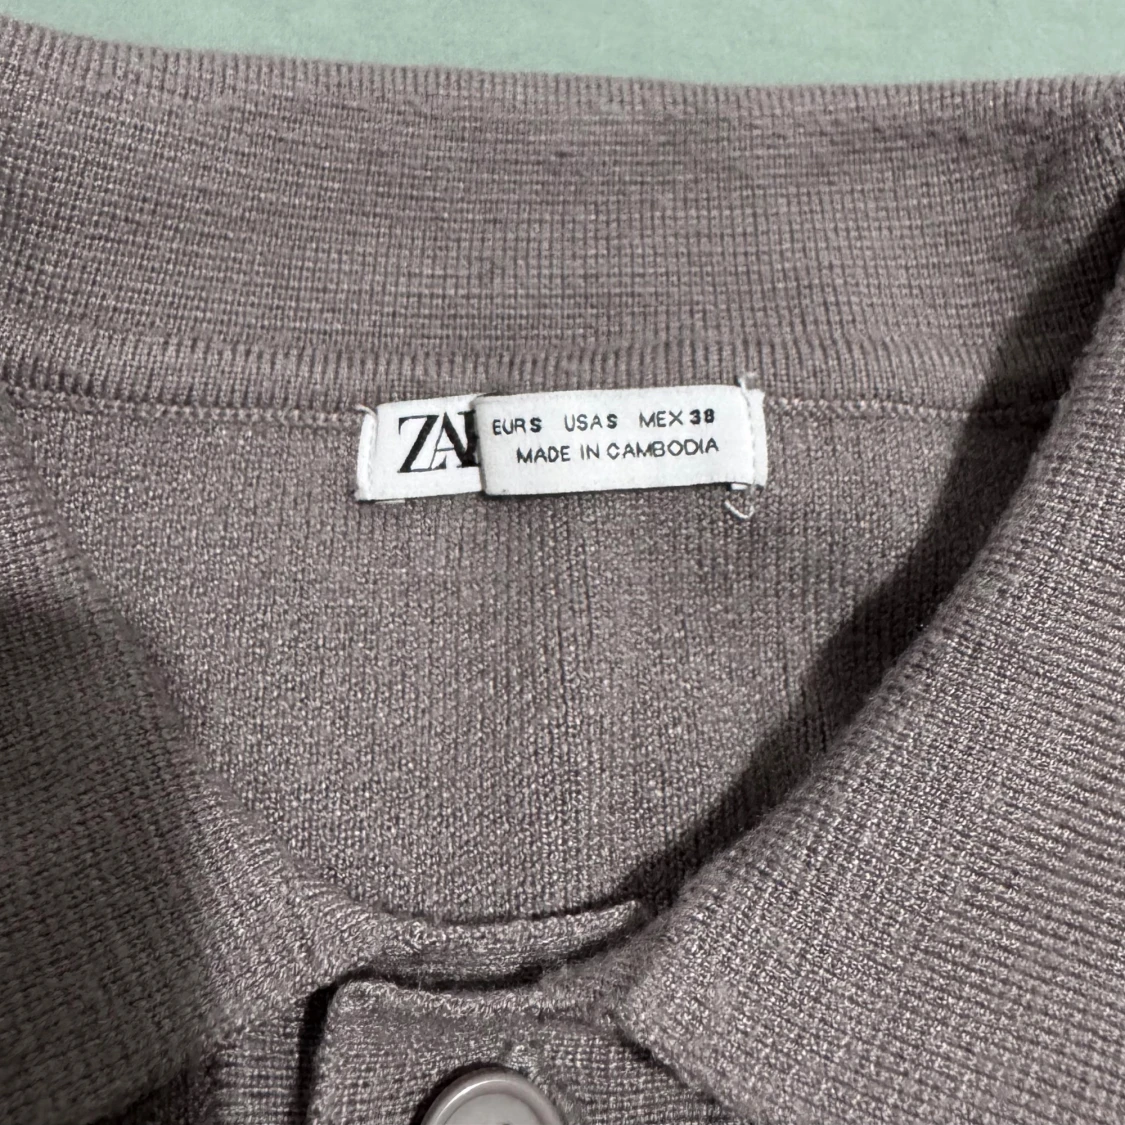 ZA
EUR S USA S MEX 38
MADE IN CAMBODIA